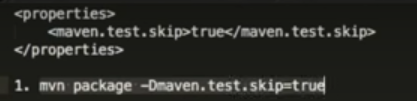 <properties>
<maven.test.skip>true</maven.test.skip>
</properties>
1. mvn package -Dmaven.test.skip=true